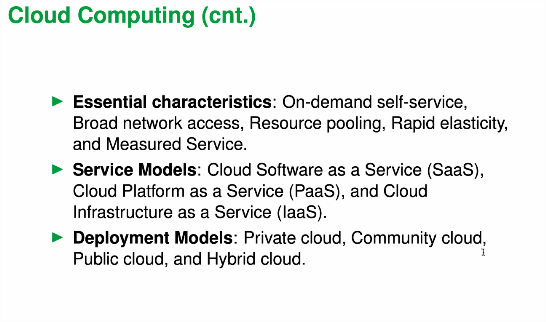 Cloud Computing (cnt.)
Essential characteristics: On-demand self-service,
Broad network access, Resource pooling, Rapid elasticity,
and Measured Service.
Service Models: Cloud Software as a Service (SaaS),
Cloud Platform as a Service (PaaS), and Cloud
Infrastructure as a Service (IaaS).
Deployment Models: Private cloud, Community cloud,
Public cloud, and Hybrid cloud.